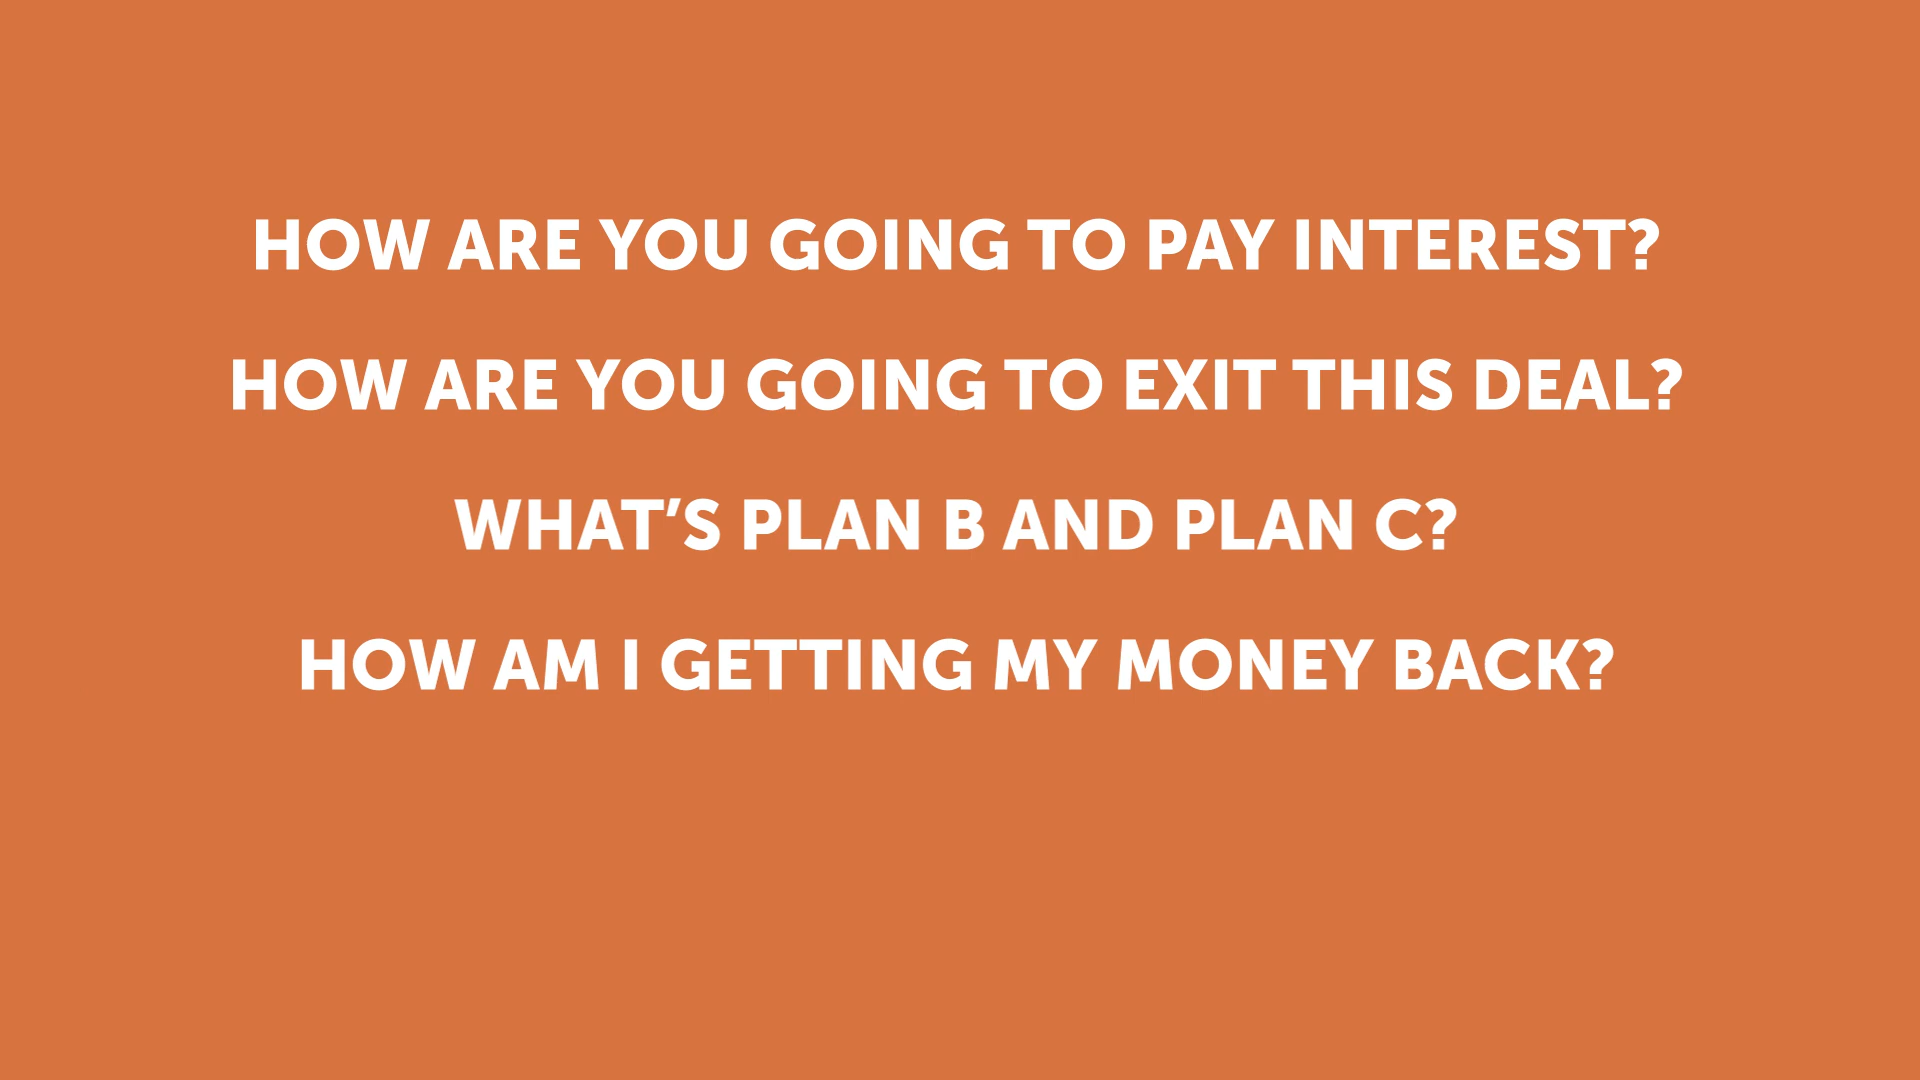 HOW ARE YOU GOING TO PAY INTEREST?
HOW ARE YOU GOING TO EXIT THIS DEAL?
WHAT'S PLAN B AND PLAN C?
HOW AM I GETTING MY MONEY BACK?